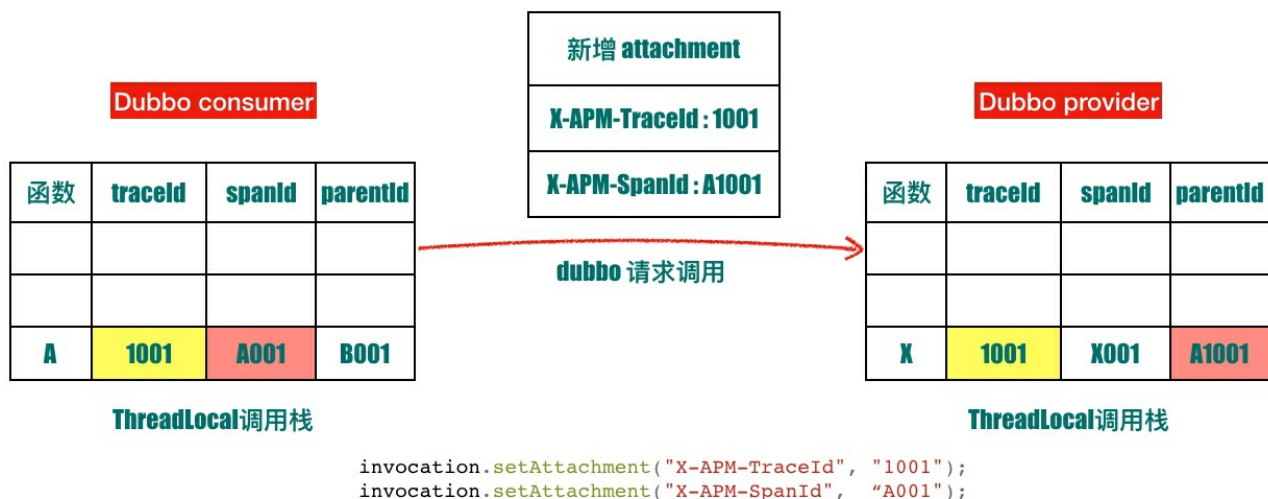 新增 attachment
Dubbo consumer
Dubbo provider
X-APM-TraceId : 1001
X-APM-SpanId : A1001
函数 traceId spanId parentId
函数 traceId spanId parentId
dubbo 请求调用
A 1001 A001 B001
X 1001 X001 A1001
ThreadLocal调用栈
ThreadLocal调用栈
invocation.setAttachment("X-APM-TraceId", "1001");
invocation.setAttachment("X-APM-SpanId", “A001");